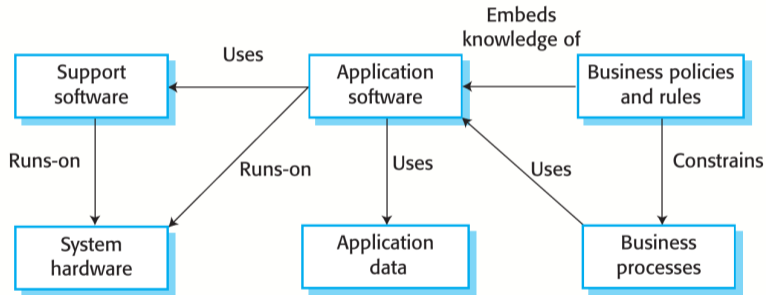 Embeds
knowledge of
Uses
Support
software
Application
software
Business policies
and rules
Runs-on
Runs-on
Uses
Uses
Constrains
System
hardware
Application
data
Business
processes